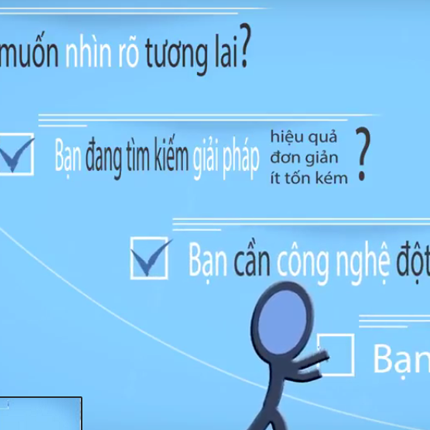 muốn nhìn rõ tương lai?
Bạn đang tìm kiếm giải pháp hiệu quả
đơn giản
ít tốn kém ?
Bạn cần công nghệ đột
Bạn